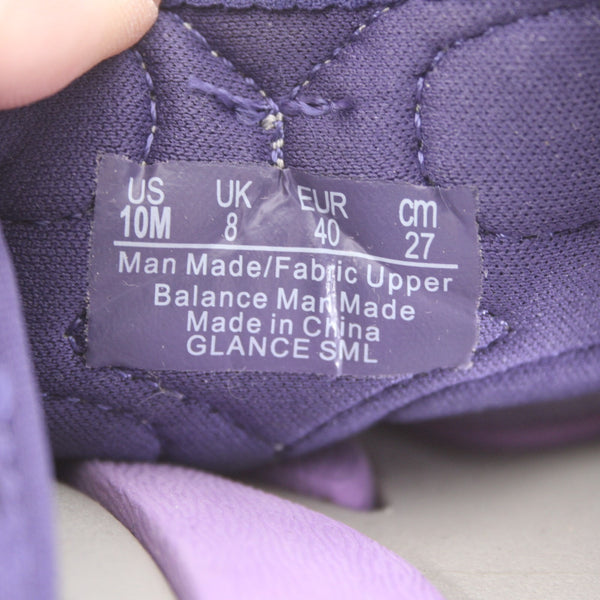 US UK EUR cm
10M 8 40 27
Man Made/Fabric Upper
Balance Man Made
Made in China
GLANCE SML